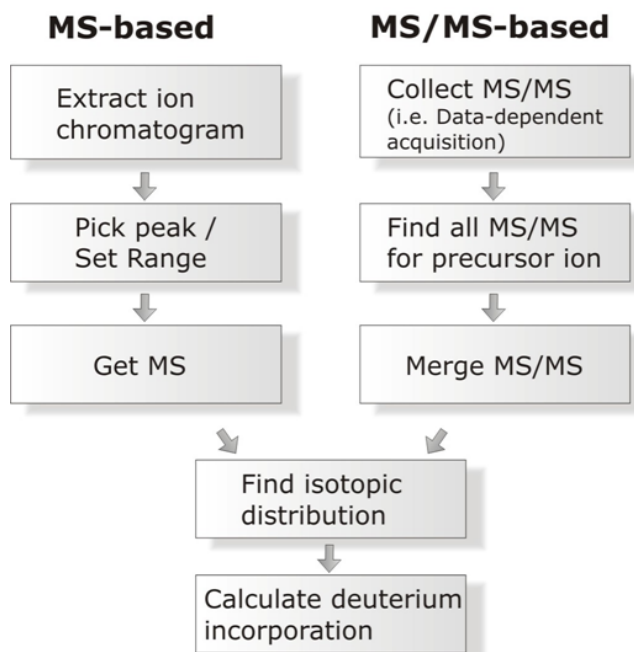 MS-based
Extract ion
chromatogram
Pick peak /
Set Range
Get MS
MS/MS-based
Collect MS/MS
(i.e. Data-dependent
acquisition)
Find all MS/MS
for precursor ion
Merge MS/MS
Find isotopic
distribution
Calculate deuterium
incorporation